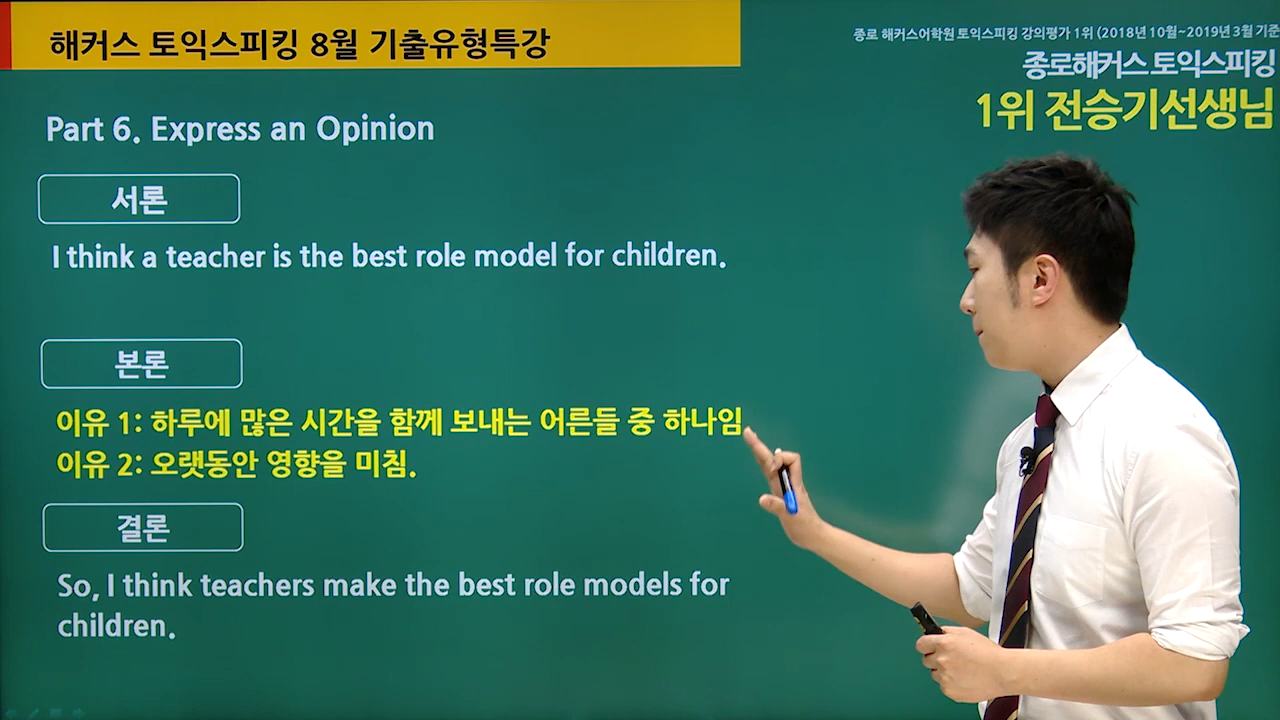 해커스 토익스피킹 8월 기출유형특강
종로 해커스어학원 토익스피킹 강의평가 1위 (2018년 10월~2019년 3월 기준
종로해커스 토익스피킹
1위 전승기선생님
Part 6. Express an Opinion
서론
I think a teacher is the best role model for children.
본론
이유 1: 하루에 많은 시간을 함께 보내는 어른들 중 하나임
이유 2: 오랫동안 영향을 미침.
결론
So, I think teachers make the best role models for
children.